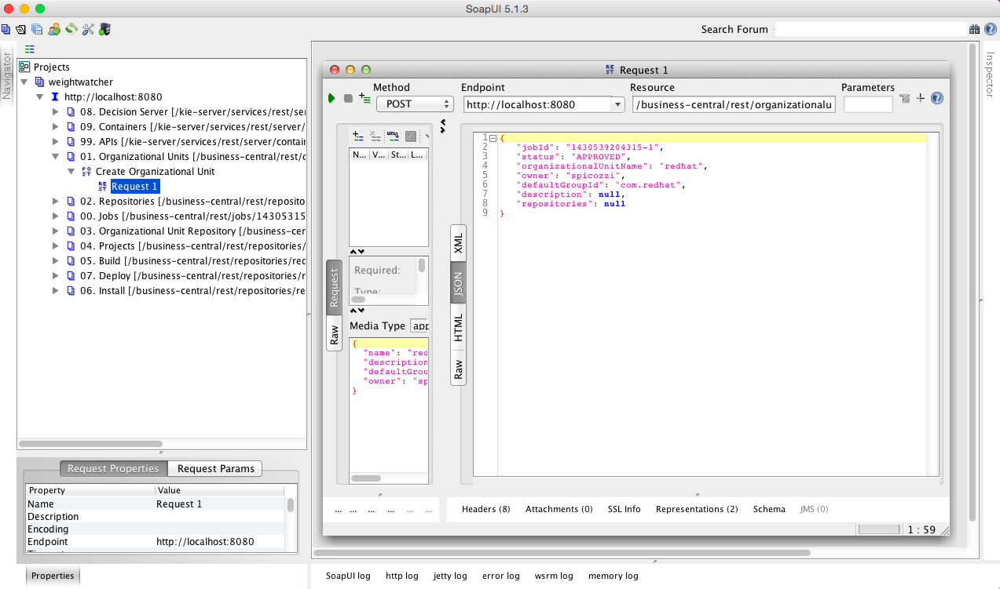 SoapUI 5.1.3
Search Forum
Navigator
Projects
weightwatcher
http://localhost:8080
08. Decision Server [/kie-server/services/rest/se
09. Containers [/kie-server/services/rest/server/
99. APIs [/kie-server/services/rest/server/contain
01. Organizational Units [/business-central/rest/c
Create Organizational Unit
Request 1
02. Repositories [/business-central/rest/reposito
00. Jobs [/business-central/rest/jobs/14305315
03. Organizational Unit Repository [/business-cer
04. Projects [/business-central/rest/repositories/
05. Build [/business-central/rest/repositories/rec
07. Deploy [/business-central/rest/repositories/r
06. Install [/business-central/rest/repositories/re
Request Properties
Request Params
Property Value
Name Request 1
Description
Encoding
Endpoint http://localhost:8080
Properties
Request 1
Method Endpoint Resource Parameters
POST http://localhost:8080 /business-central/rest/organizationalu
Request
Raw
N... V... St... L...
Required:
Type:
Media Type app
{
"name": "red
"description
"defaultGrou
"owner": "sp
}
XML
JSON
HTML
Raw
1 {
2 "jobId": "1430539204315-1",
3 "status": "APPROVED",
4 "organizationalUnitName": "redhat",
5 "owner": "spicozzi",
6 "defaultGroupId": "com.redhat",
7 "description": null,
8 "repositories": null
9 }
... ... ... ... ... ...
Headers (8) Attachments (0) SSL Info Representations (2) Schema JMS (0)
1 : 59
Inspector
SoapUI log http log jetty log error log wsrm log memory log